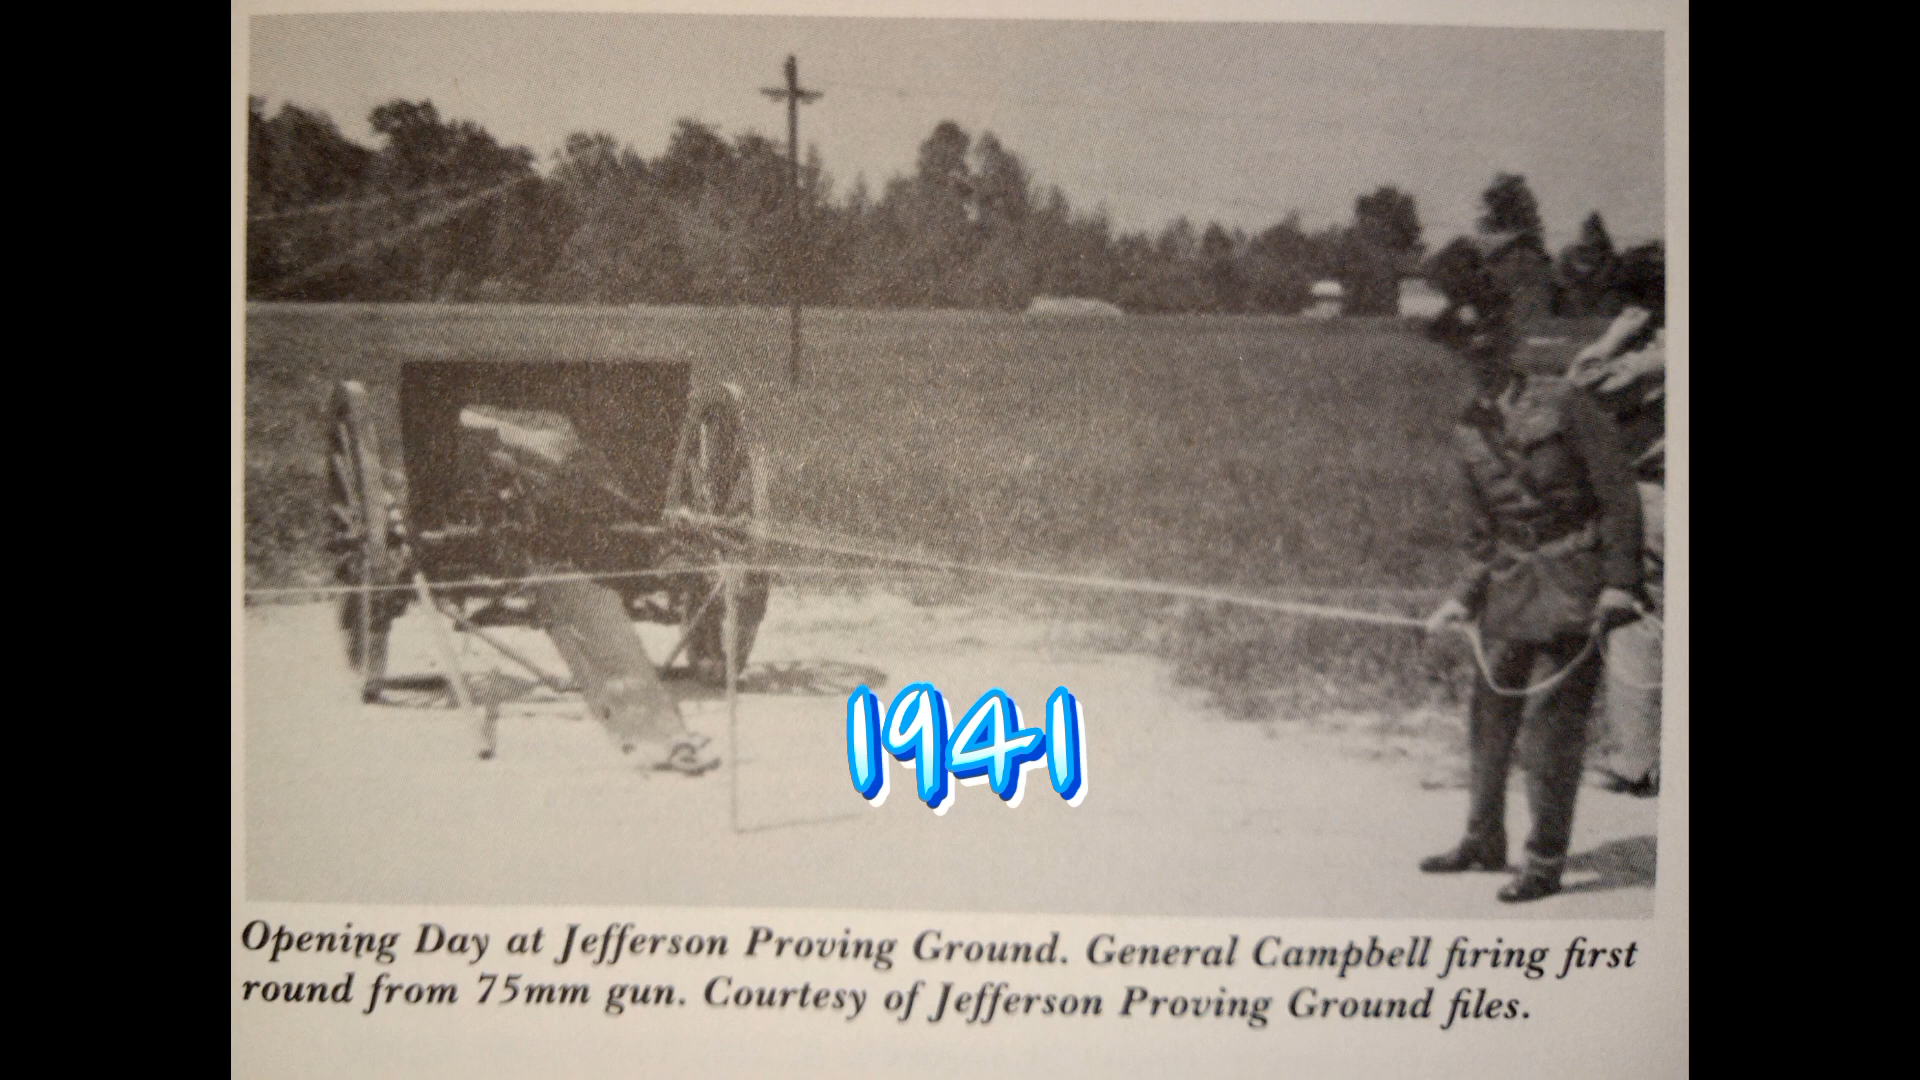 1941
Opening Day at Jefferson Proving Ground. General Campbell firing first
round from 75mm gun. Courtesy of Jefferson Proving Ground files.